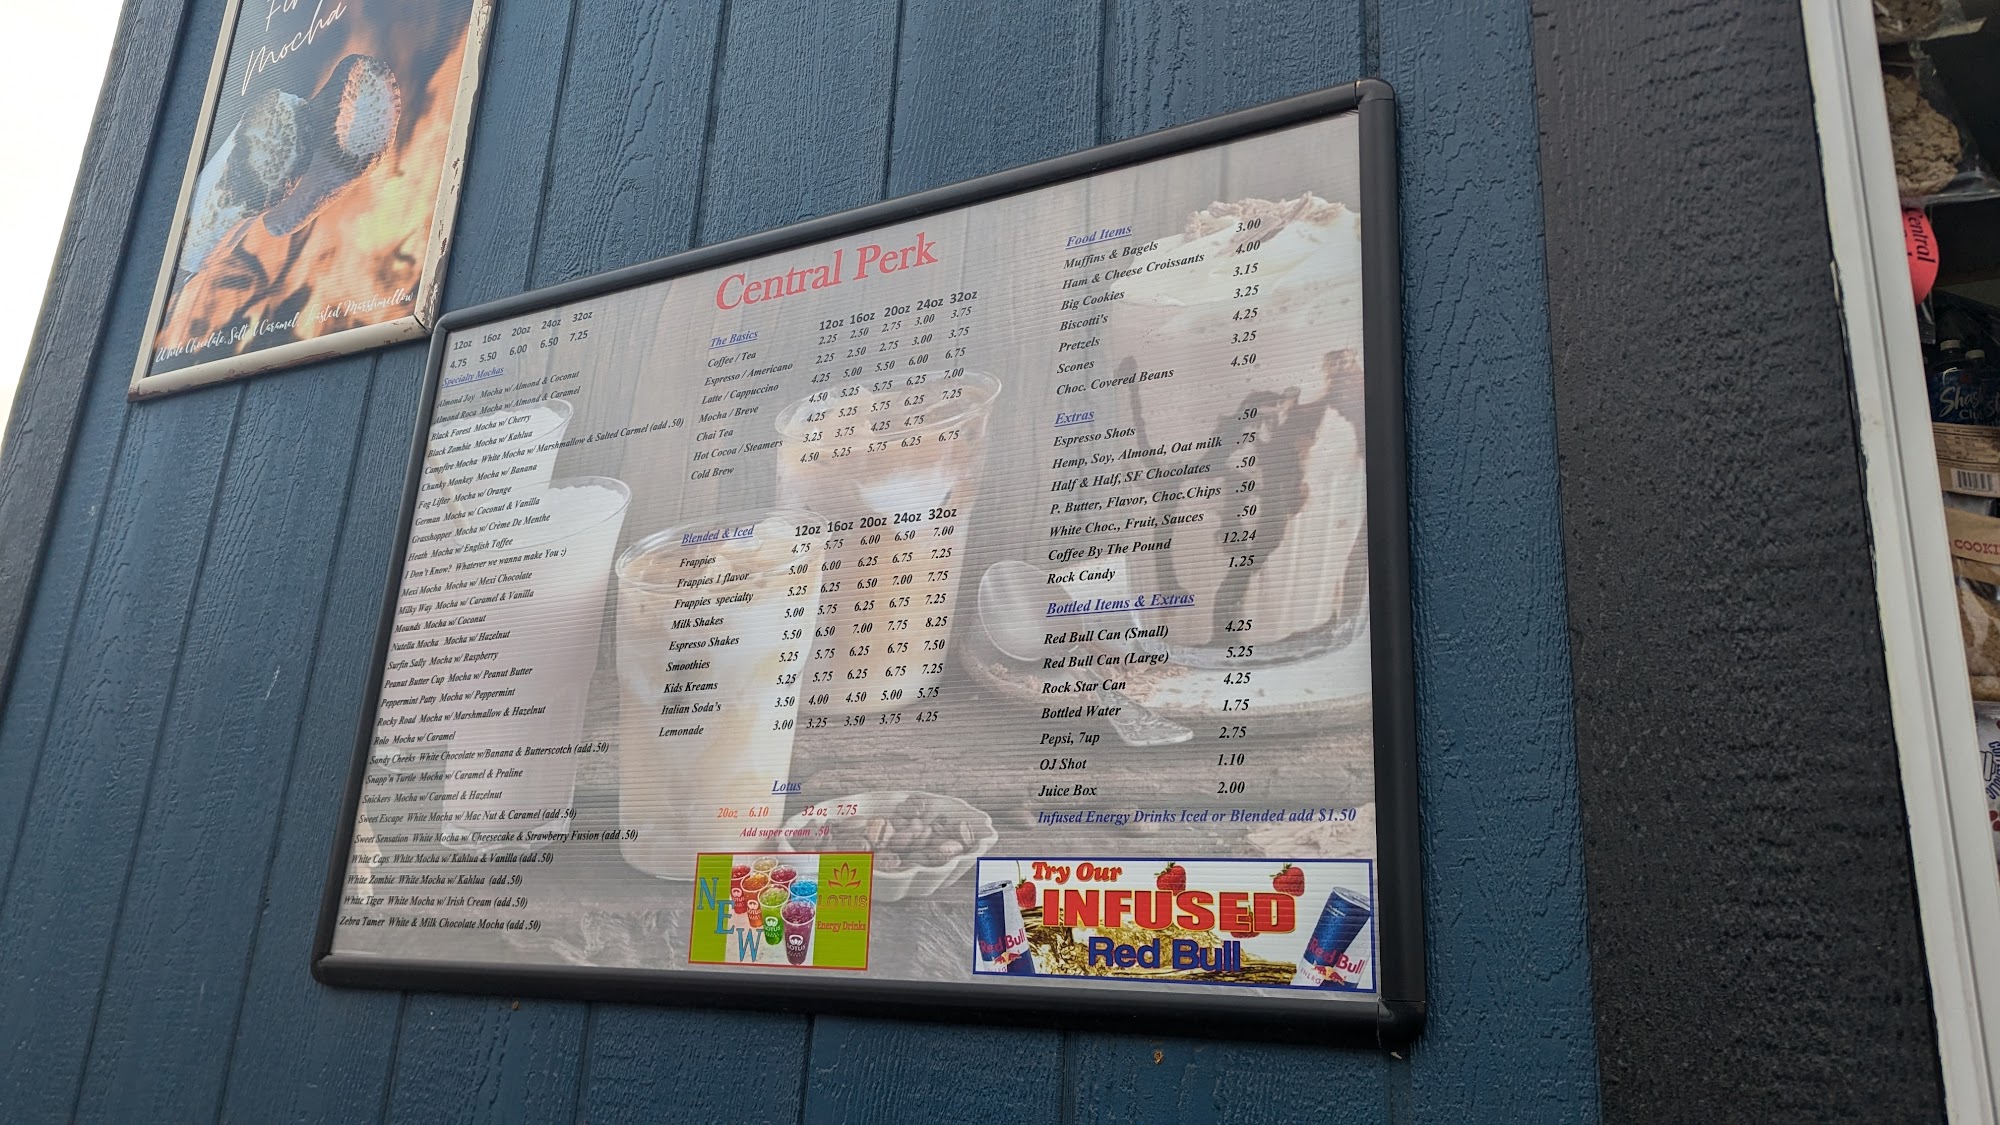 Mocha
White Chocolate, Salted Caramel, Toasted Marshmallow
Central Perk
12oz 16oz 20oz 24oz 32oz
4.75 5.50 6.00 6.50 7.25
Specialty Mochas
Almond Joy Mocha w/ Almond & Coconut
Almond Roca Mocha w/ Almond & Caramel
Black Forest Mocha w/ Cherry
Black Zombie Mocha w/ Kahlua
Campfire Mocha White Mocha w/ Marshmallow & Salted Carmel (add .50)
Chunky Monkey Mocha w/ Banana
Fog Lifter Mocha w/ Orange
German Mocha w/ Coconut & Vanilla
Grasshopper Mocha w/ Crème De Menthe
Heath Mocha w/ English Toffee
I Don't Know? Whatever we wanna make You :)
Mexi Mocha Mocha w/ Mexi Chocolate
Milky Way Mocha w/ Caramel & Vanilla
Mounds Mocha w/ Coconut
Nutella Mocha Mocha w/ Hazelnut
Surfin Sally Mocha w/ Raspberry
Peanut Butter Cup Mocha w/ Peanut Butter
Peppermint Patty Mocha w/ Peppermint
Rocky Road Mocha w/ Marshmallow & Hazelnut
Rolo Mocha w/ Caramel
Sandy Cheeks White Chocolate w/Banana & Butterscotch (add .50)
Snapp'n Turtle Mocha w/ Caramel & Praline
Snickers Mocha w/ Caramel & Hazelnut
Sweet Escape White Mocha w/ Mac Nut & Caramel (add .50)
Sweet Sensation White Mocha w/ Cheesecake & Strawberry Fusion (add .50)
White Caps White Mocha w/ Kahlua & Vanilla (add .50)
White Zombie White Mocha w/ Kahlua (add .50)
White Tiger White Mocha w/ Irish Cream (add .50)
Zebra Tamer White & Milk Chocolate Mocha (add .50)
The Basics 12oz 16oz 20oz 24oz 32oz
Coffee / Tea 2.25 2.50 2.75 3.00 3.75
Espresso / Americano 2.25 2.50 2.75 3.00 3.75
Latte / Cappuccino 4.25 5.00 5.50 6.00 6.75
Mocha / Breve 4.50 5.25 5.75 6.25 7.00
Chai Tea 4.25 5.25 5.75 6.25 7.25
Hot Cocoa / Steamers 3.25 3.75 4.25 4.75
Cold Brew 4.50 5.25 5.75 6.25 6.75
Blended & Iced 12oz 16oz 20oz 24oz 32oz
Frappies 4.75 5.75 6.00 6.50 7.00
Frappies 1 flavor 5.00 6.00 6.25 6.75 7.25
Frappies specialty 5.25 6.25 6.50 7.00 7.75
Milk Shakes 5.00 5.75 6.25 6.75 7.25
Espresso Shakes 5.50 6.50 7.00 7.75 8.25
Smoothies 5.25 5.75 6.25 6.75 7.50
Kids Kreams 5.25 5.75 6.25 6.75 7.25
Italian Soda's 3.50 4.00 4.50 5.00 5.75
Lemonade 3.00 3.25 3.50 3.75 4.25
Lotus
20oz 6.10 32 oz 7.75
Add super cream .50
NEW
LOTUS
Energy Drinks
Food Items
Muffins & Bagels 3.00
Ham & Cheese Croissants 4.00
Big Cookies 3.15
Biscotti's 3.25
Pretzels 4.25
Scones 3.25
Choc. Covered Beans 4.50
Extras
Espresso Shots .50
Hemp, Soy, Almond, Oat milk .75
Half & Half, SF Chocolates .50
P. Butter, Flavor, Choc.Chips .50
White Choc., Fruit, Sauces .50
Coffee By The Pound 12.24
Rock Candy 1.25
Bottled Items & Extras
Red Bull Can (Small) 4.25
Red Bull Can (Large) 5.25
Rock Star Can 4.25
Bottled Water 1.75
Pepsi, 7up 2.75
OJ Shot 1.10
Juice Box 2.00
Infused Energy Drinks Iced or Blended add $1.50
Try Our
INFUSED
Red Bull
Red Bull
Red Bull
Central
COOKI